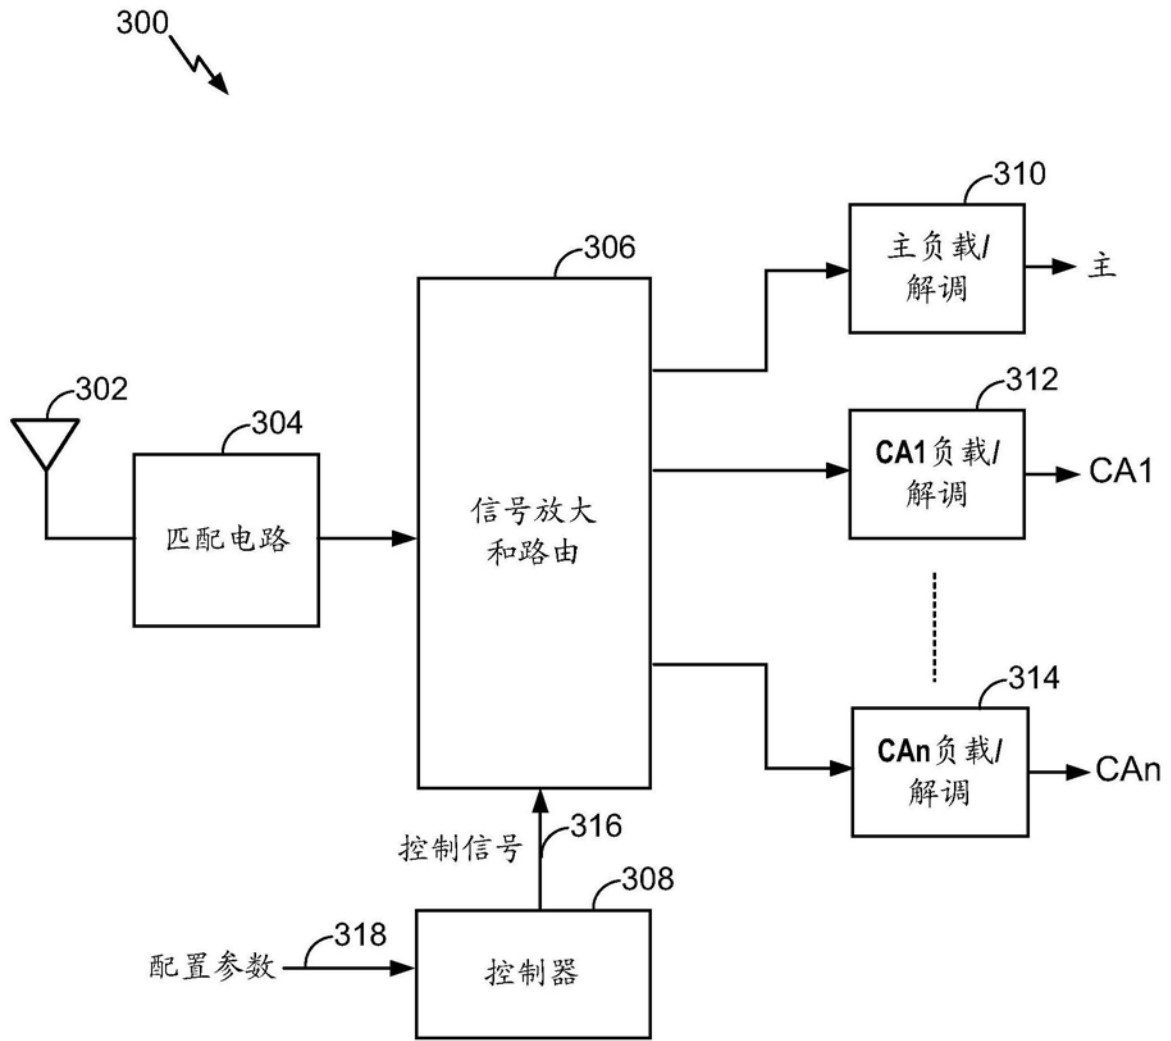 300
310
主负载/
解调
主
306
302
304
匹配电路
信号放大
和路由
312
CA1负载/
解调
CA1
314
CAn负载/
解调
CAn
控制信号
316
308
配置参数
318
控制器